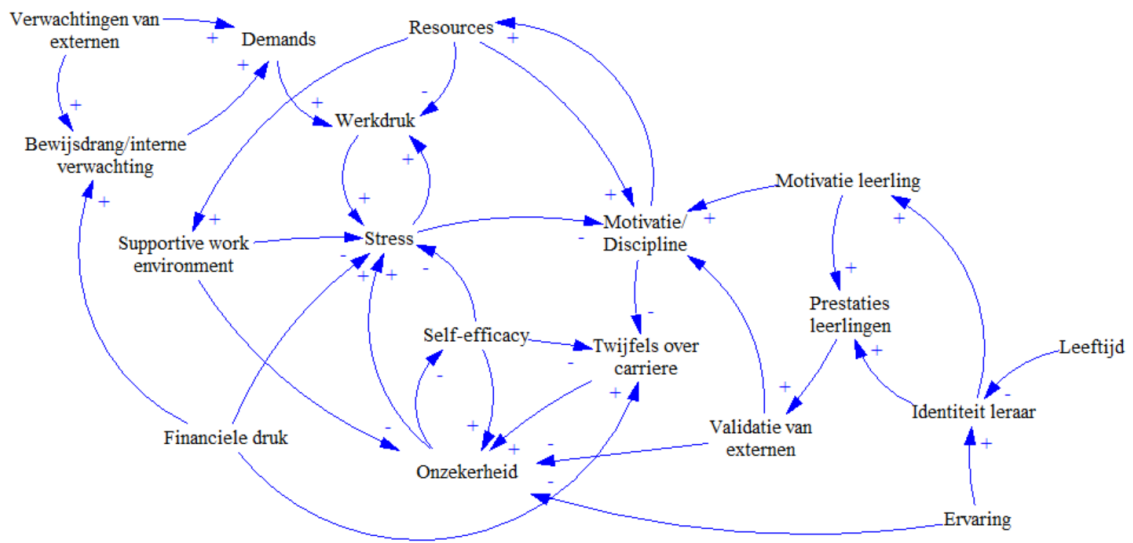 Verwachtingen van
externen
Demands
Resources
Werkdruk
Bewijsdrang/interne
verwachting
Motivatie leerling
Supportive work
environment
Stress
Motivatie/
Discipline
Prestaties
leerlingen
Self-efficacy
Twijfels over
carriere
Leeftijd
Identiteit leraar
Financiele druk
Validatie van
externen
Onzekerheid
Ervaring